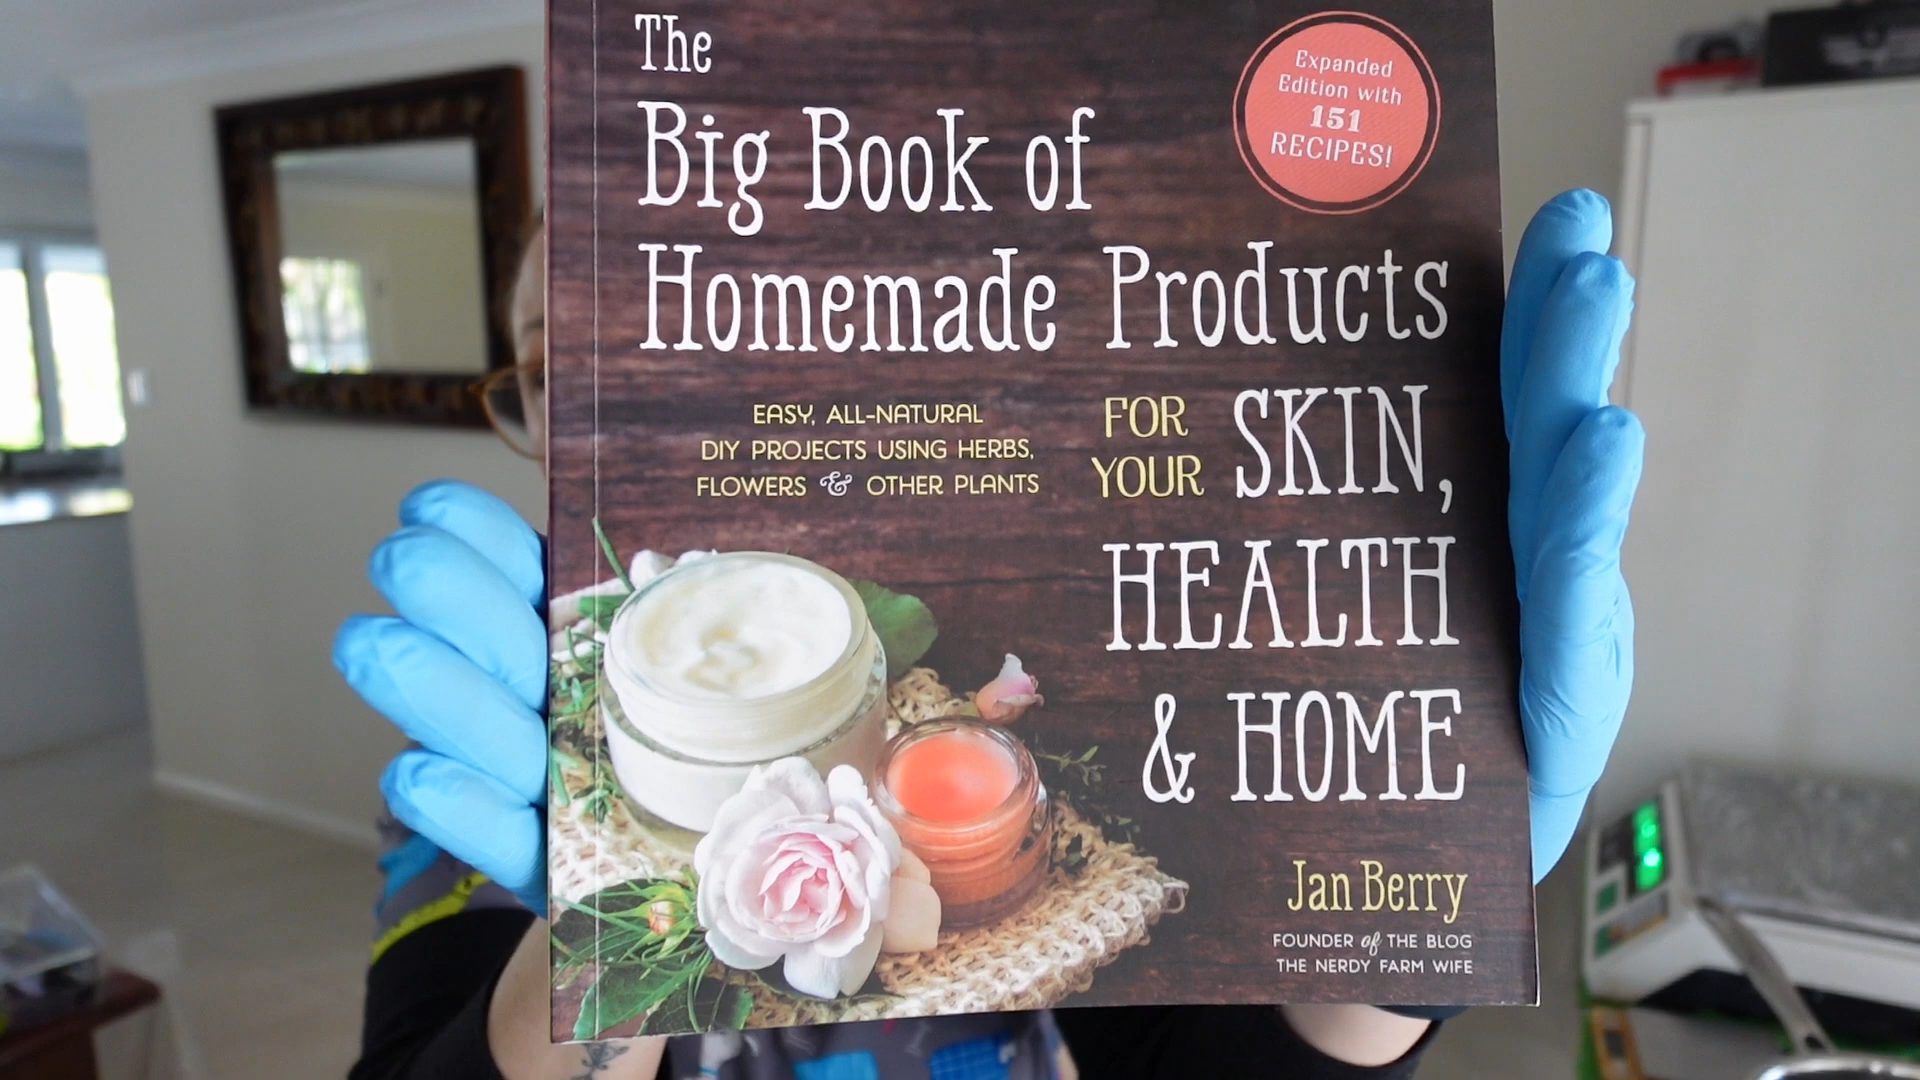 The
Big Book of
Homemade Products
Expanded
Edition with
151
RECIPES!
EASY, ALL-NATURAL
DIY PROJECTS USING HERBS,
FLOWERS & OTHER PLANTS
FOR
YOUR
SKIN,
HEALTH
& HOME
Jan Berry
FOUNDER of THE BLOG
THE NERDY FARM WIFE